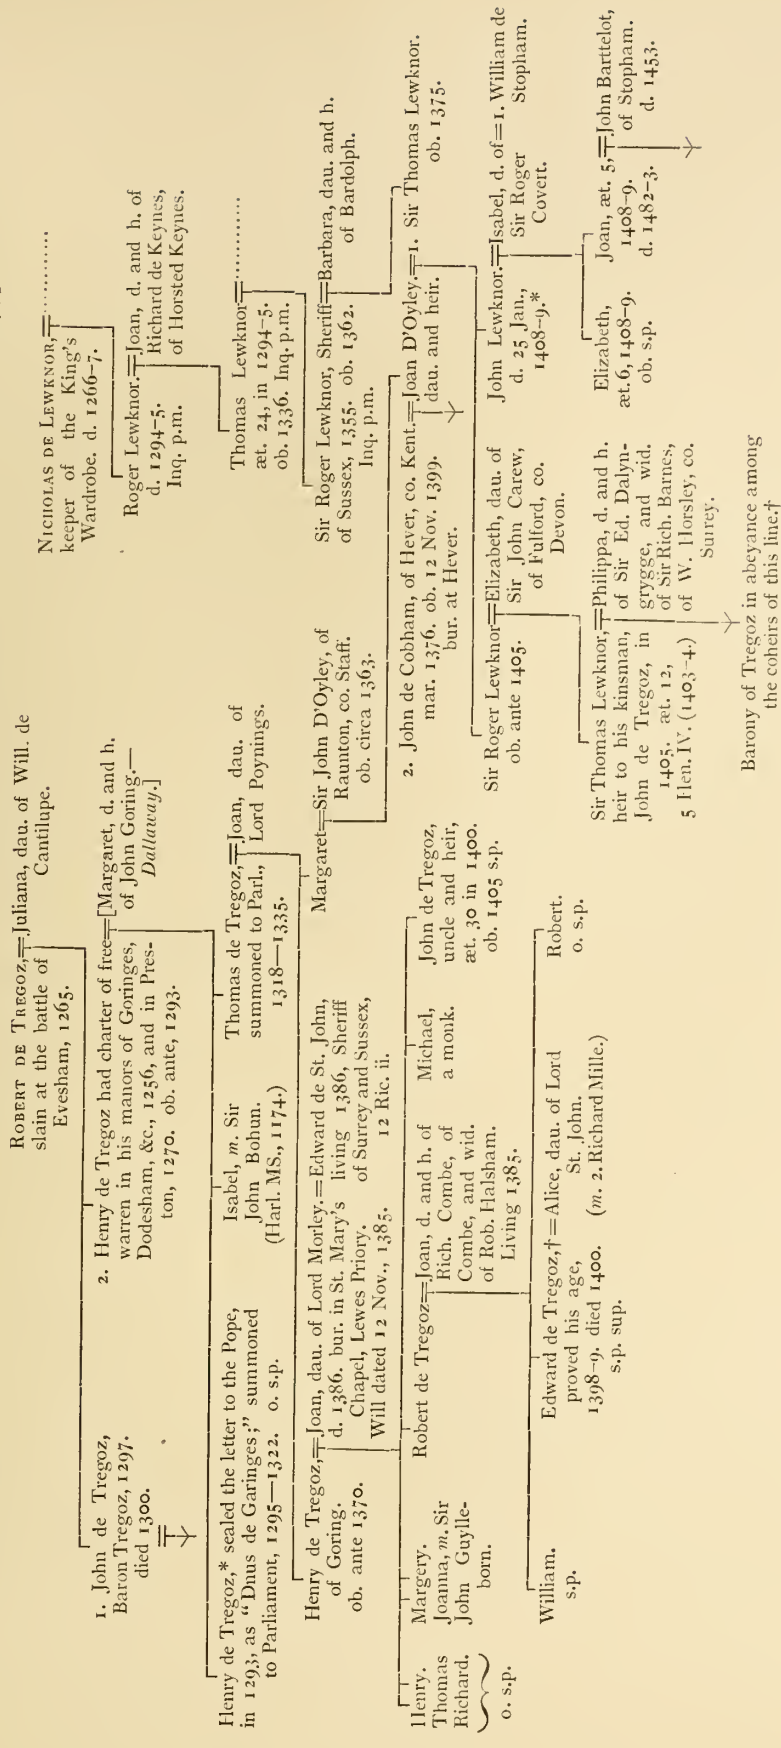 ROBERT DE TREGOZ,=Juliana, dau. of Will. de
slain at the battle of Cantilupe.
Evesham, 1265.
NICHOLAS DE LEWKNOR,=............
keeper of the King's
Wardrobe. d. 1266-7.
1. John de Tregoz,
Baron Tregoz, 1297.
died 1300.
2. Henry de Tregoz had charter of free=[Margaret, d. and h.
warren in his manors of Goringes, of John Goring.—
Dodesham, &c., 1256, and in Pres- Dallaway.]
ton, 1270. ob. ante, 1293.
Roger Lewknor.=Joan, d. and h. of
d. 1294-5. Richard de Keynes,
Inq. p.m. of Horsted Keynes.
Henry de Tregoz,* sealed the letter to the Pope,
in 1293, as "Dnus de Garinges;" summoned
to Parliament, 1295—1322. o. s.p.
Isabel, m. Sir
John Bohun.
(Harl. MS., 1174.)
Thomas de Tregoz,=Joan, dau. of
summoned to Parl., Lord Poynings.
1318—1335.
Thomas Lewknor=............
æt. 24, in 1294-5.
ob. 1336. Inq. p.m.
Henry de Tregoz,=Joan, dau. of Lord Morley.=Edward de St. John,
of Goring. d. 1386. bur. in St. Mary's living 1386, Sheriff
ob. ante 1370. Chapel, Lewes Priory. of Surrey and Sussex,
Will dated 12 Nov., 1385. 12 Ric. ii.
Margaret=Sir John D'Oyley, of
Raunton, co. Staff.
ob. circa 1363.
Sir Roger Lewknor, Sheriff=Barbara, dau. and h.
of Sussex, 1355. ob. 1362. of Bardolph.
Inq. p.m.
Henry.
Thomas
Richard.
o. s.p.
Margery.
Joanna, m. Sir
John Guylle-
born.
Robert de Tregoz=Joan, d. and h. of
Rich. Combe, of
Combe, and wid.
of Rob. Halsham.
Living 1385.
Michael,
a monk.
John de Tregoz,
uncle and heir,
æt. 30 in 1400.
ob. 1405 s.p.
2. John de Cobham, of Hever, co. Kent.=Joan D'Oyley.=1. Sir Thomas Lewknor.
mar. 1376. ob. 12 Nov. 1399. dau. and heir. ob. 1375.
bur. at Hever.
Sir Roger Lewknor=Elizabeth, dau. of
ob. ante 1405. Sir John Carew,
of Fulford, co.
Devon.
John Lewknor.=Isabel, d. of=1. William de
d. 25 Jan., Sir Roger Stopham.
1408-9.* Covert.
William.
s.p.
Edward de Tregoz,†=Alice, dau. of Lord
proved his age, St. John.
1398-9. died 1400. (m. 2. Richard Mille.)
s.p. sup.
Robert.
o. s.p.
Sir Thomas Lewknor,=Philippa, d. and h.
heir to his kinsman, of Sir Ed. Dalyn-
John de Tregoz, in grygge, and wid.
1405. æt. 12, of Sir Rich. Barnes,
5 Hen. IV. (1403-4.) of W. Horsley, co.
Surrey.
Elizabeth,
æt. 6, 1408-9.
ob. s.p.
Joan, æt. 5,=John Barttelot,
1408-9. of Stopham.
d. 1482-3. d. 1453.
Barony of Tregoz in abeyance among
the coheirs of this line.†